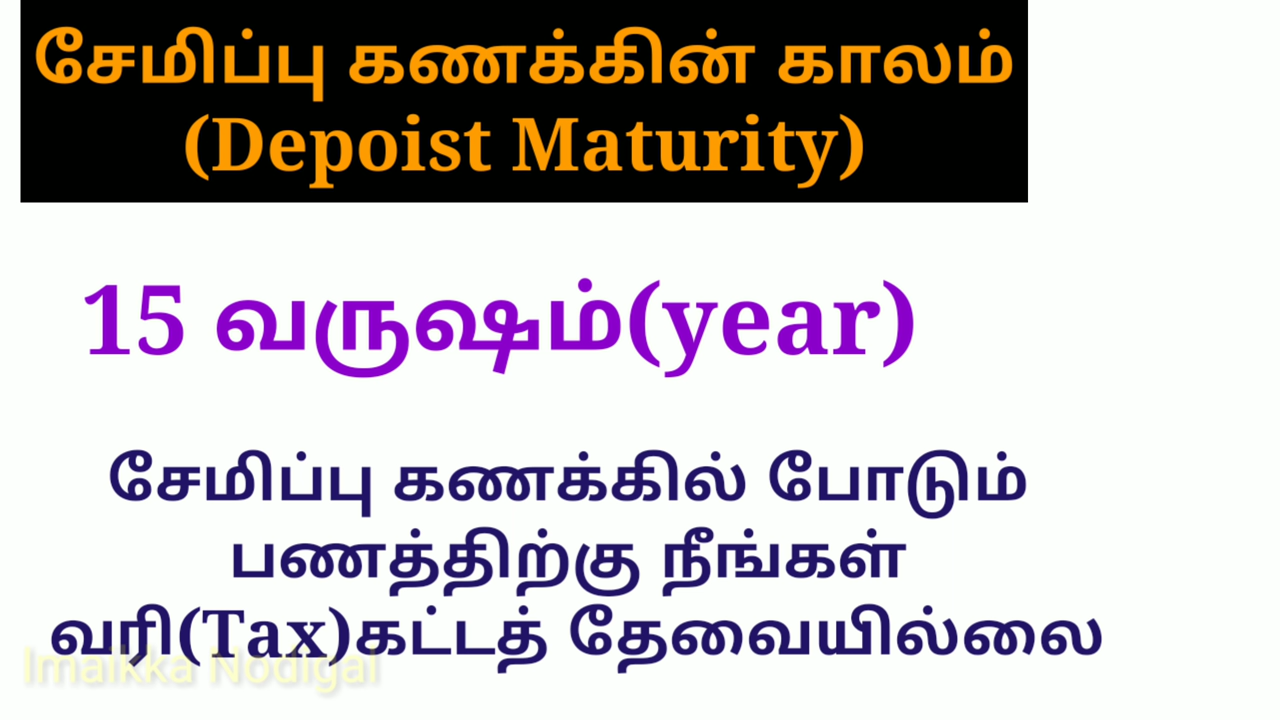 சேமிப்பு கணக்கின் காலம்
(Depoist Maturity)
15 வருஷம்(year)
சேமிப்பு கணக்கில் போடும்
பணத்திற்கு நீங்கள்
வரி(Tax)கட்டத் தேவையில்லை
Imaikka Nodigal